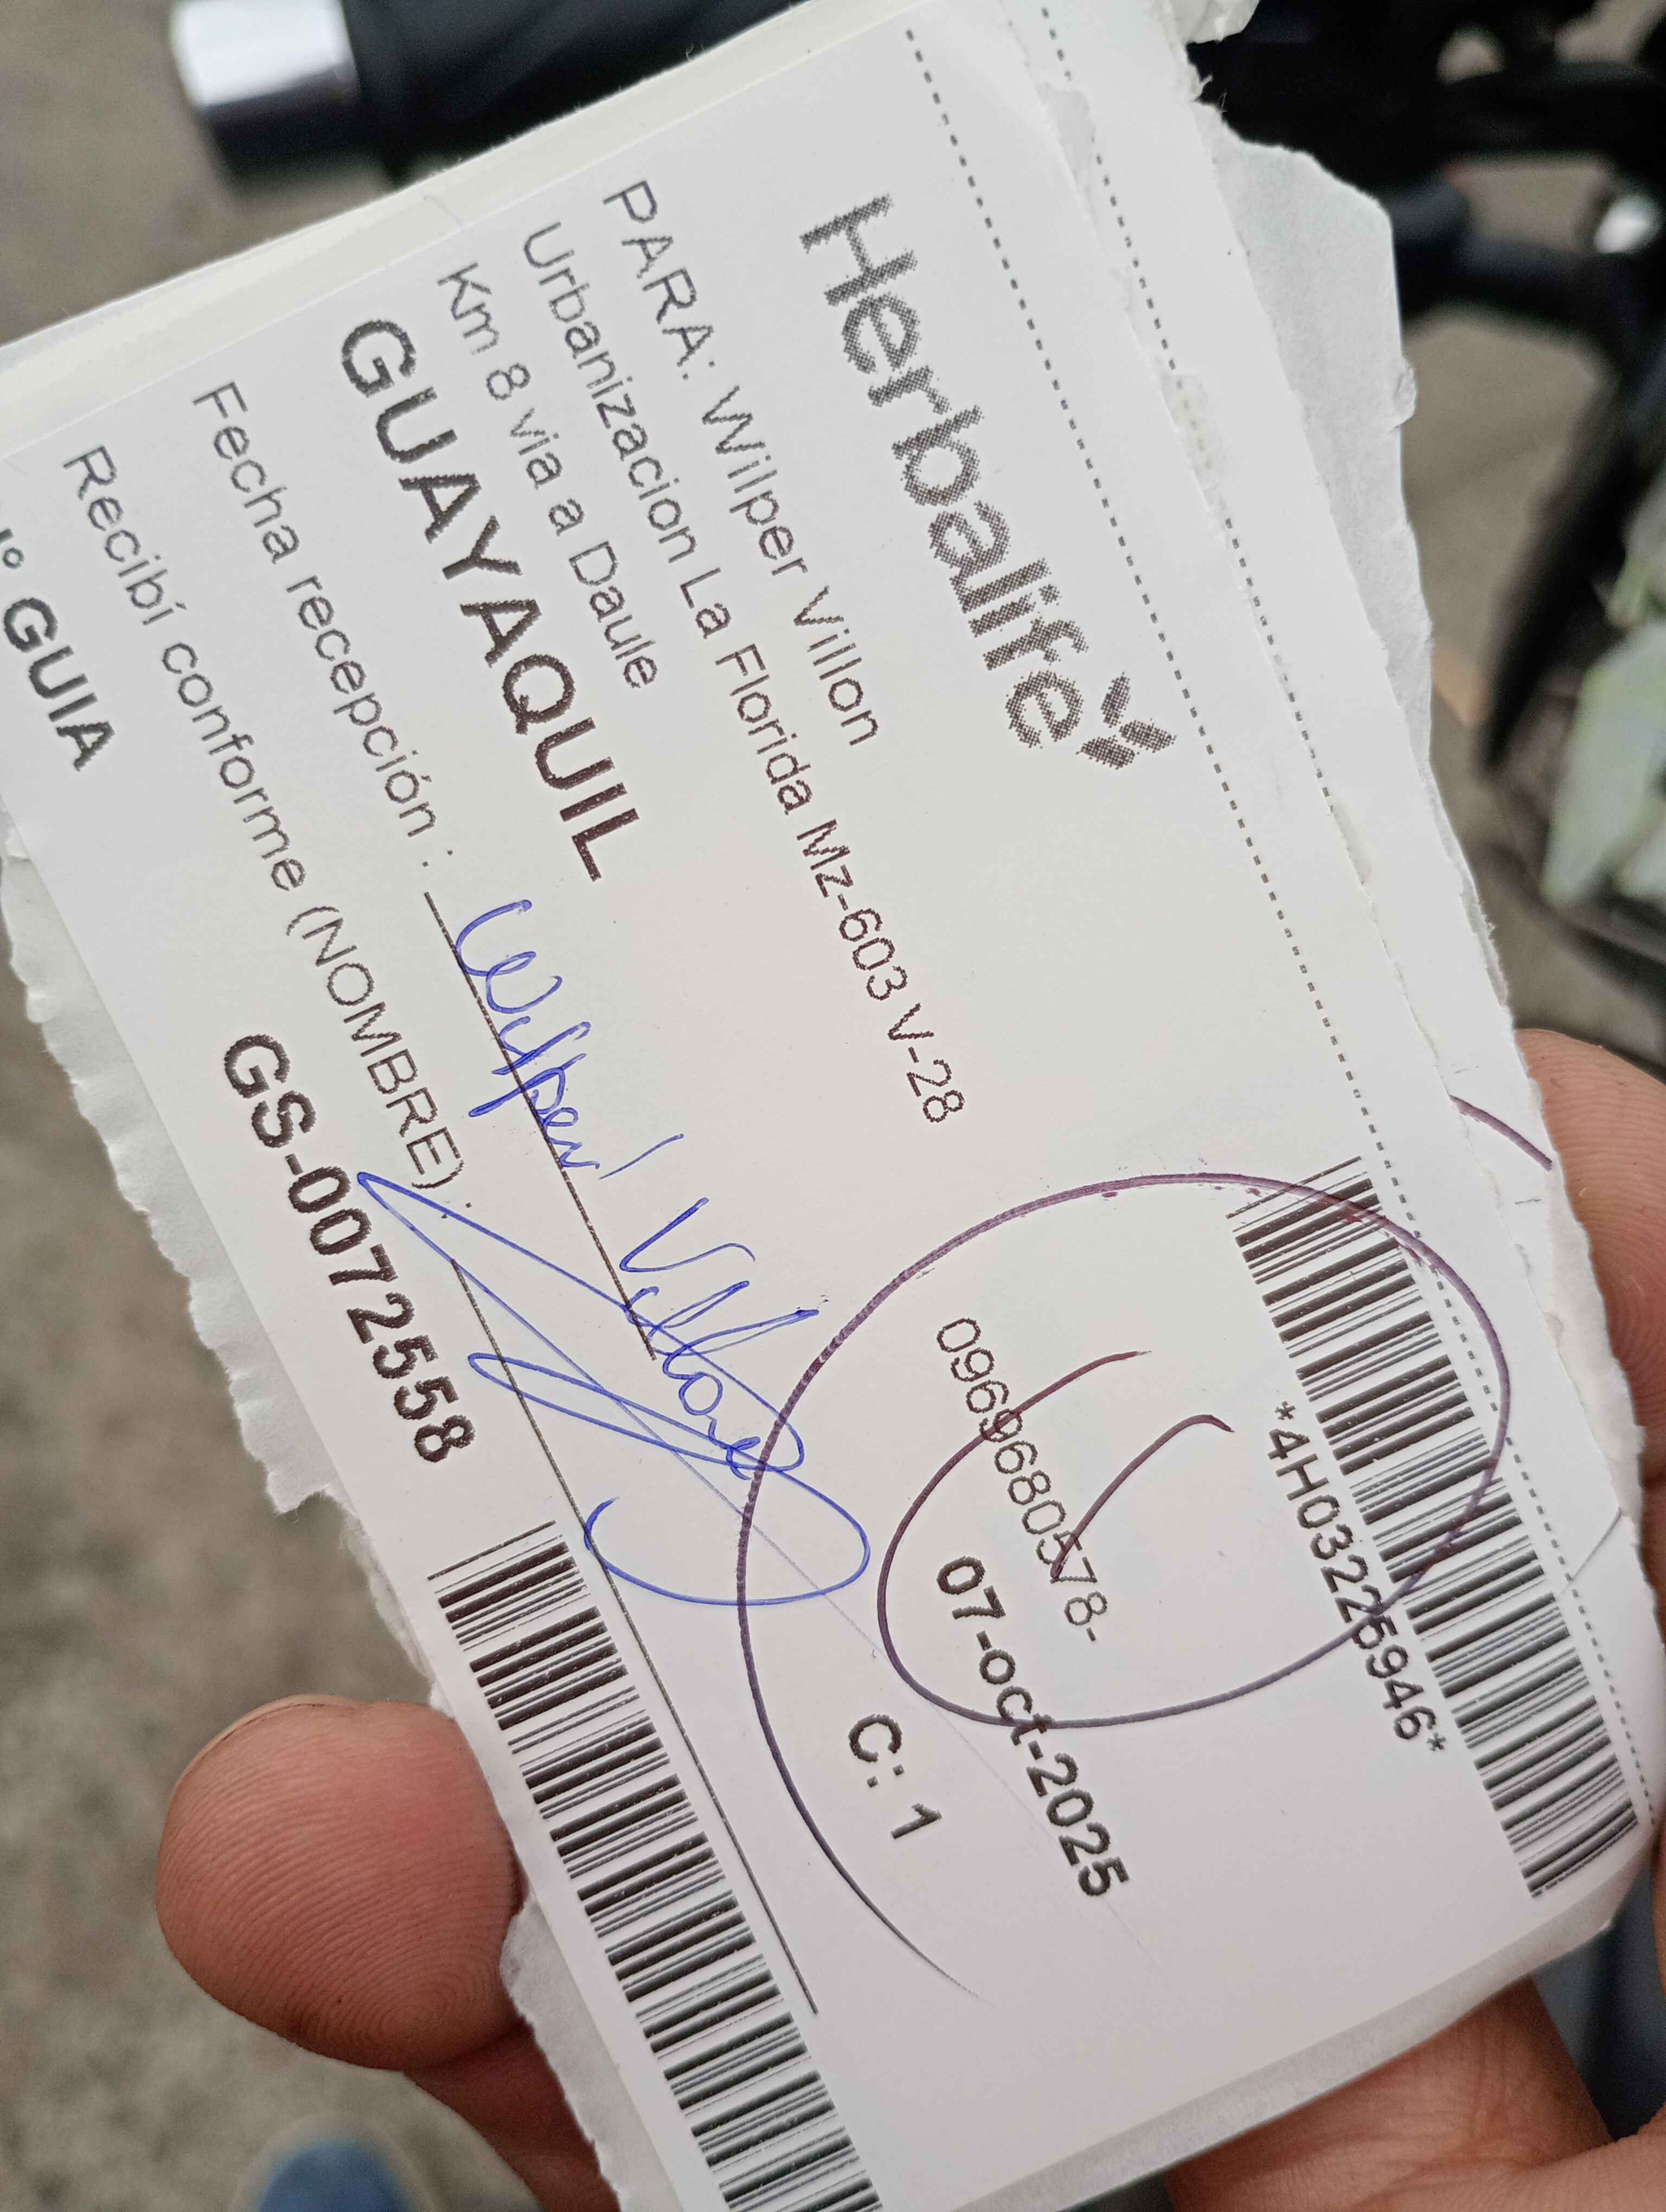 Herbalife
*4H03225946*
PARA: Wilper Villon
Urbanizacion La Florida Mz-603 V-28
0969680578-
Km 8 via a Daule
07-oct-2025
GUAYAQUIL
C: 1
Fecha recepción : Wilper Villon
Recibí conforme (NOMBRE) :
GUIA GS-0072558